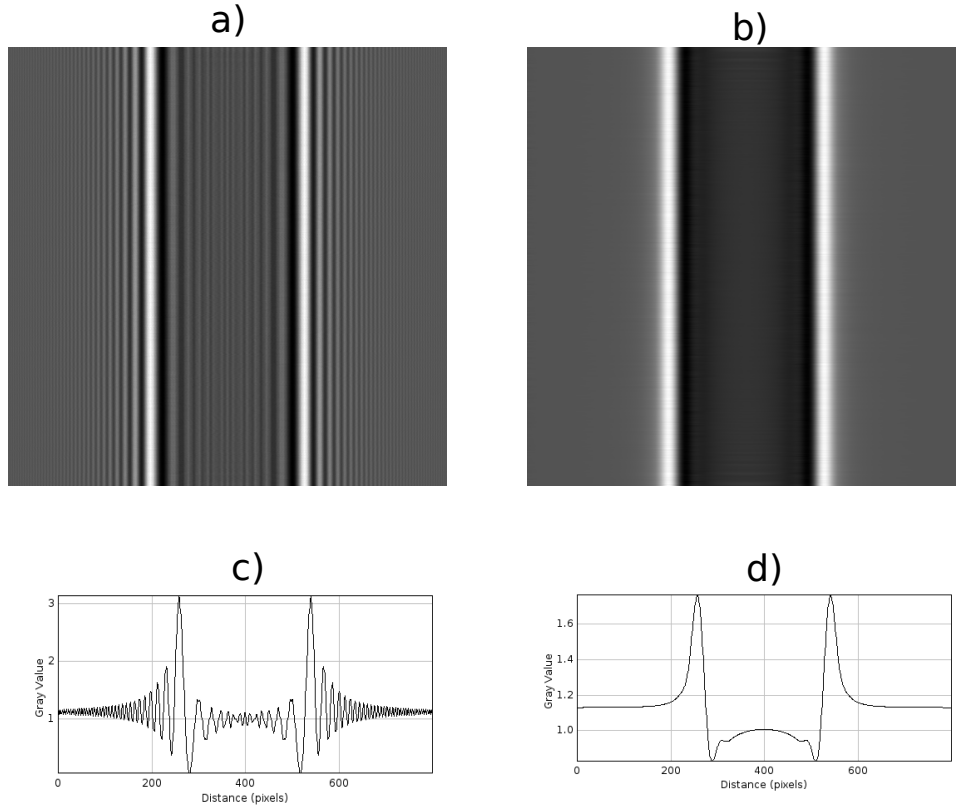 a)
b)
c)
3
2
1
Gray Value
0
200
400
600
Distance (pixels)
d)
1.6
1.4
1.2
1.0
Gray Value
0
200
400
600
Distance (pixels)